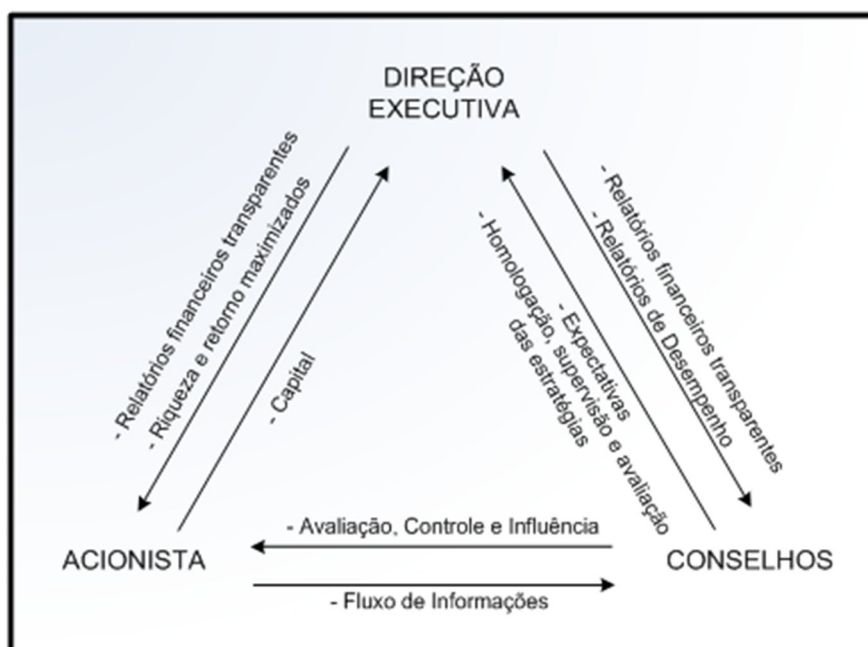 DIREÇÃO
EXECUTIVA
- Relatórios financeiros transparentes
- Riqueza e retorno maximizados
- Capital
- Relatórios financeiros transparentes
- Relatórios de Desempenho
- Expectativas
- Homologação, supervisão e avaliação
das estratégias
ACIONISTA
- Avaliação, Controle e Influência
- Fluxo de Informações
CONSELHOS